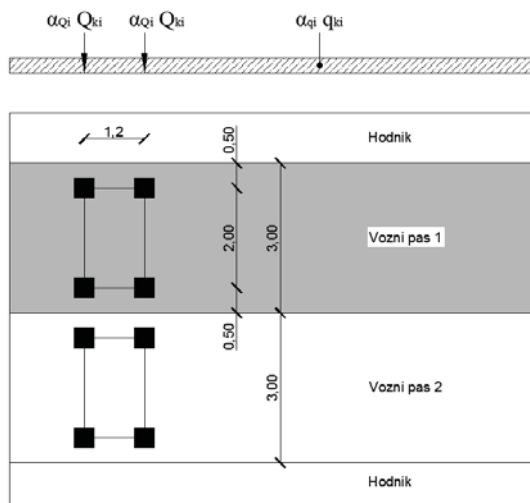 αQi Qki
αQi Qki
αqi qki
1,2
0,50
Hodnik
2,00
3,00
Vozni pas 1
0,50
3,00
Vozni pas 2
Hodnik